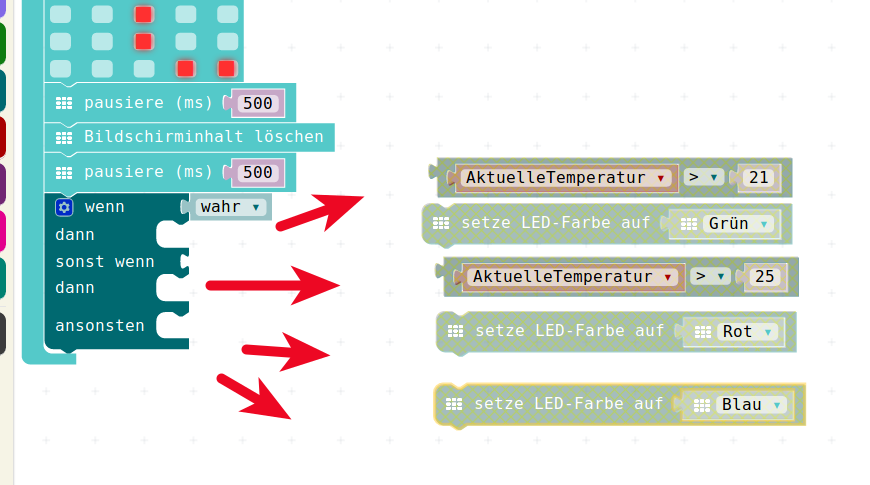 pausiere (ms) 500
Bildschirminhalt löschen
pausiere (ms) 500
wenn wahr
dann
sonst wenn
dann
ansonsten
AktuelleTemperatur > 21
setze LED-Farbe auf Grün
AktuelleTemperatur > 25
setze LED-Farbe auf Rot
setze LED-Farbe auf Blau